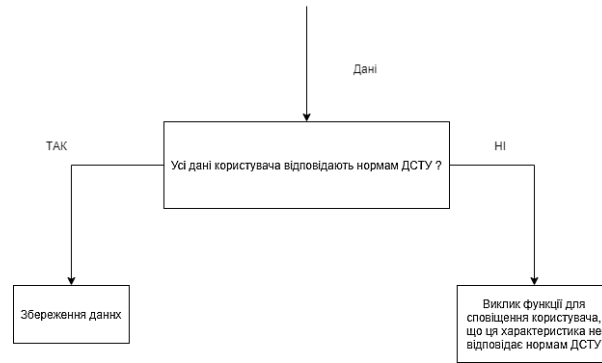 Дані
ТАК
НІ
Усі дані користувача відповідають нормам ДСТУ ?
Збереження даннх
Виклик функції для
сповіщення користувача,
що ця характеристика не
відповідає нормам ДСТУ